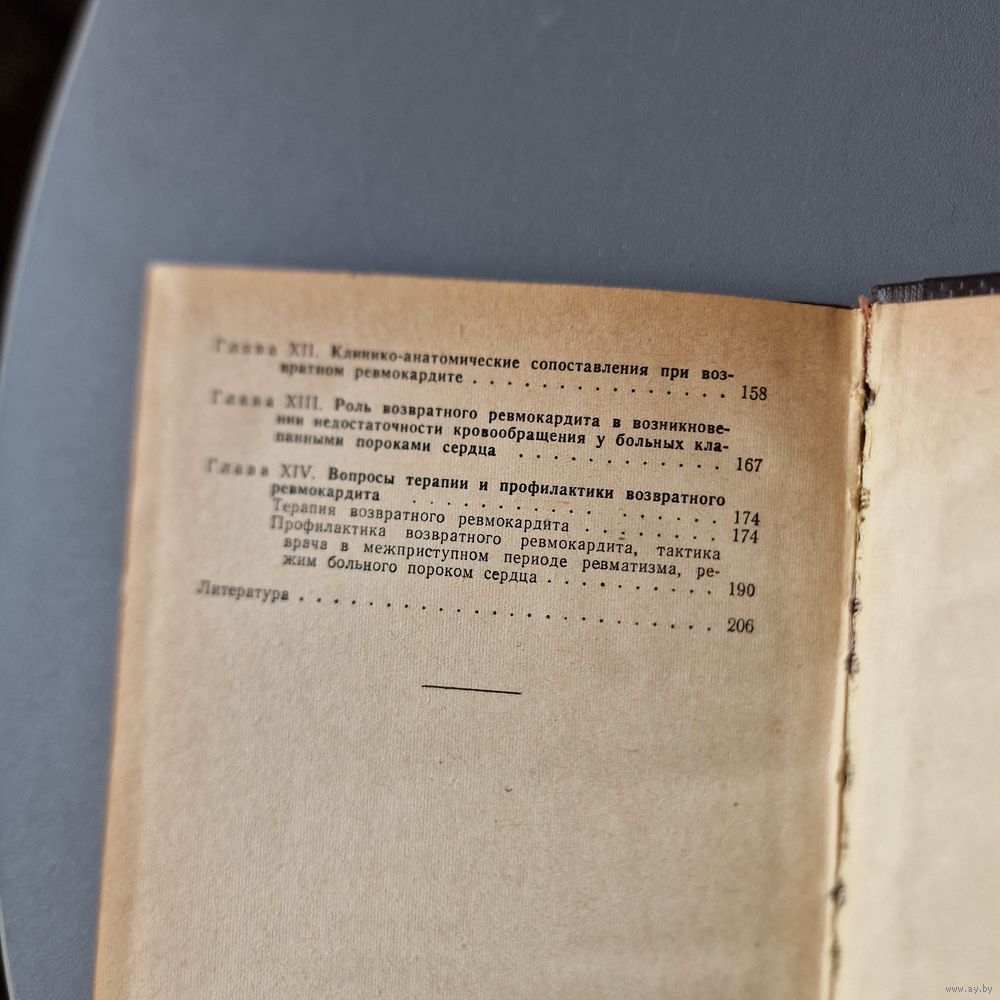 Глава XII. Клинико-анатомические сопоставления при воз-
вратном ревмокардите . . . . . . . . . . . . . . . 158
Глава XIII. Роль возвратного ревмокардита в возникнове-
нии недостаточности кровообращения у больных кла-
панными пороками сердца . . . . . . . . . . . . 167
Глава XIV. Вопросы терапии и профилактики возвратного
ревмокардита . . . . . . . . . . . . . . . . 174
Терапия возвратного ревмокардита . . . . . . . . 174
Профилактика возвратного ревмокардита, тактика
врача в межприступном периоде ревматизма, ре-
жим больного пороком сердца . . . . . . . . . . 190
Литература . . . . . . . . . . . . . . . . . . . . . . . . 206
www.ay.by